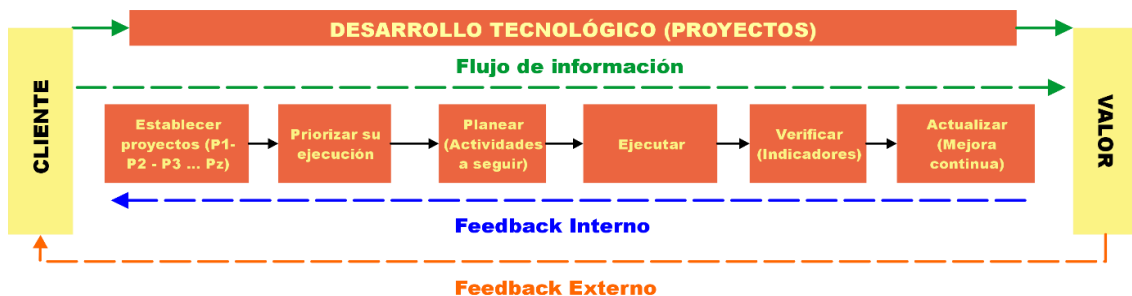 DESARROLLO TECNOLÓGICO (PROYECTOS)
Flujo de información
CLIENTE
Establecer
proyectos (P1-
P2 - P3 ... Pz)
Priorizar su
ejecución
Planear
(Actividades
a seguir)
Ejecutar
Verificar
(Indicadores)
Actualizar
(Mejora
continua)
VALOR
Feedback Interno
Feedback Externo